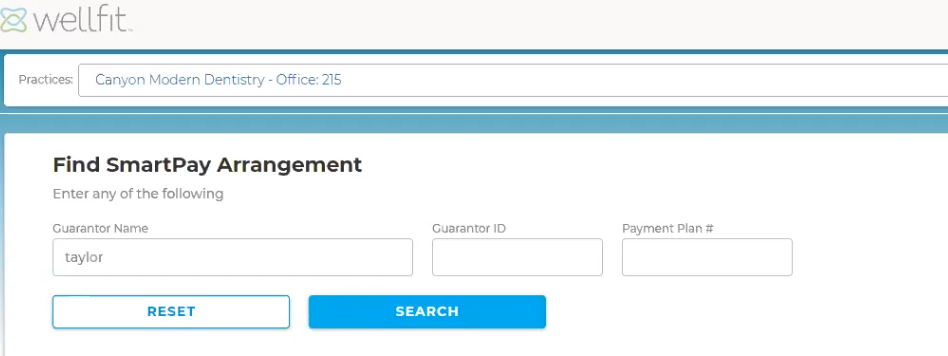 wellfit™
Practices: Canyon Modern Dentistry - Office: 215
Find SmartPay Arrangement
Enter any of the following
Guarantor Name Guarantor ID Payment Plan #
taylor
RESET SEARCH